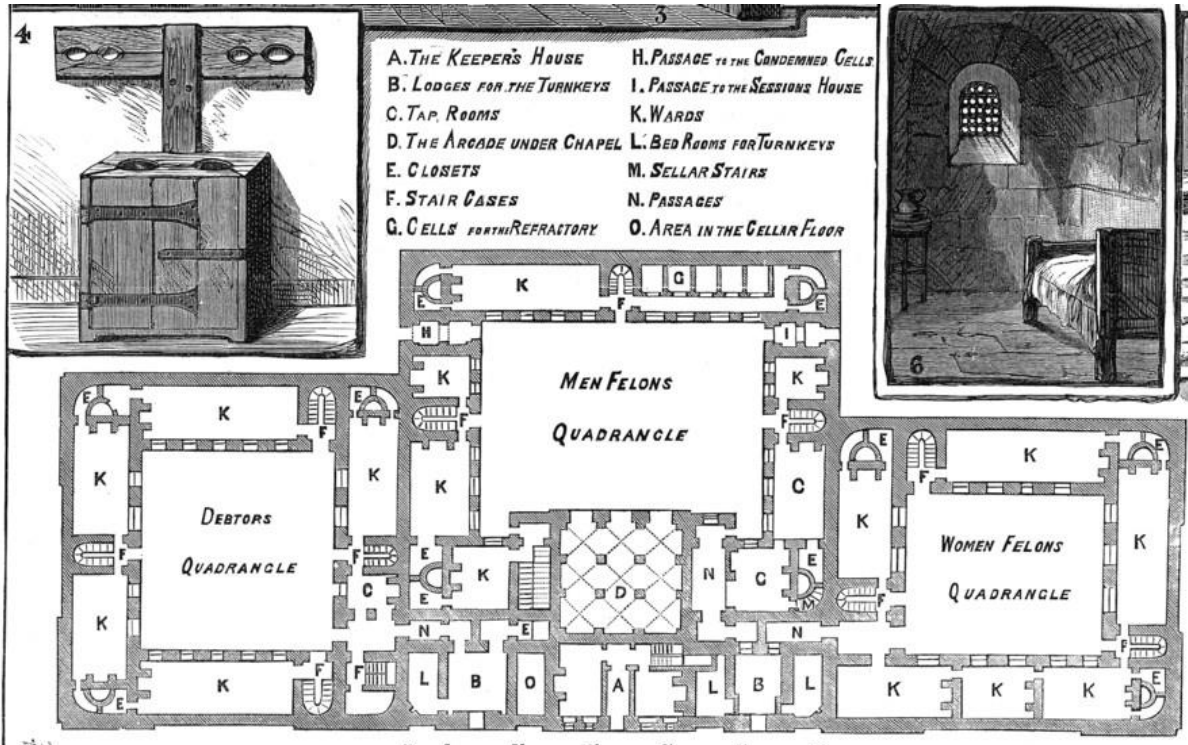 3
4
A. THE KEEPER'S HOUSE
B. LODGES FOR THE TURNKEYS
C. TAP ROOMS
D. THE ARCADE UNDER CHAPEL
E. CLOSETS
F. STAIR CASES
G. CELLS FOR THE REFRACTORY
H. PASSAGE TO THE CONDEMNED CELLS
I. PASSAGE TO THE SESSIONS HOUSE
K. WARDS
L. BED ROOMS FOR TURNKEYS
M. SELLAR STAIRS
N. PASSAGES
O. AREA IN THE CELLAR FLOOR
6
E K F G E
H I
K MEN FELONS K
F QUADRANGLE F
K C
E K F K E
K DEBTORS K
F QUADRANGLE F
K C
K
E F F
E K D N C E
E M
N E N
L B O A L B L
E F K E
K WOMEN FELONS K
F QUADRANGLE F
K K K E